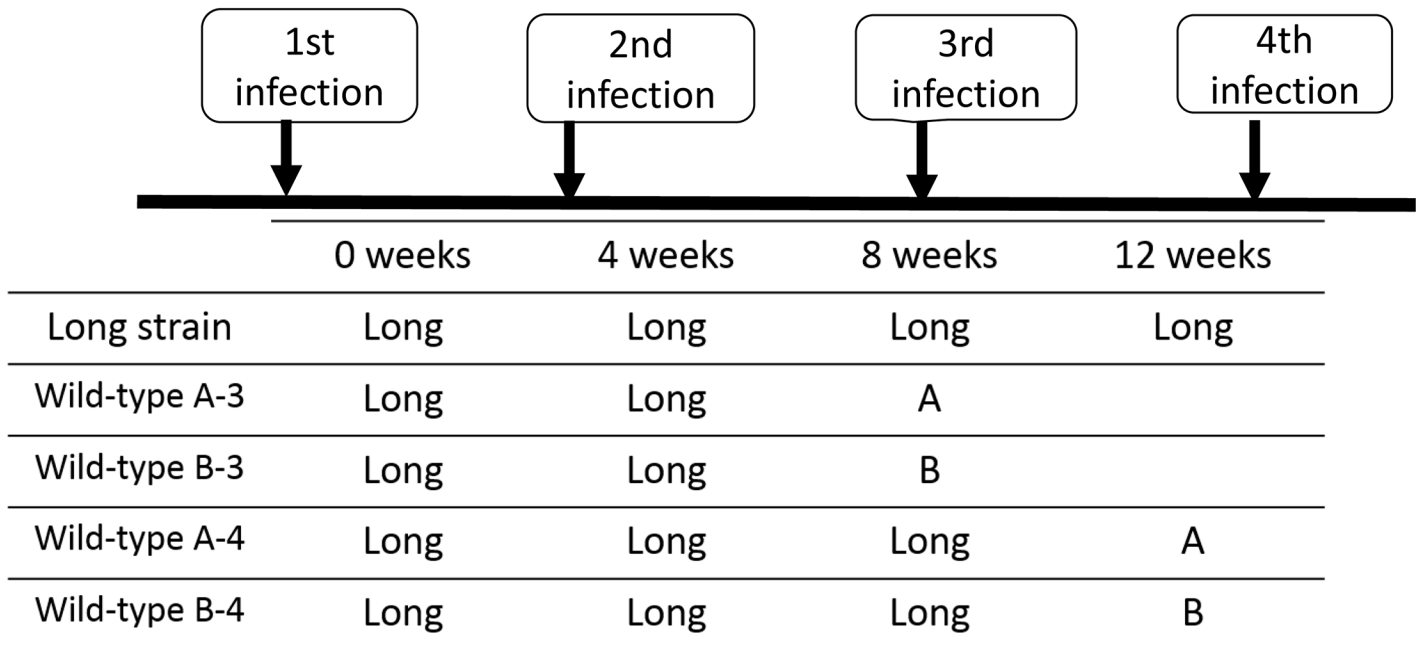 1st
infection
2nd
infection
3rd
infection
4th
infection
0 weeks 4 weeks 8 weeks 12 weeks
Long strain Long Long Long Long
Wild-type A-3 Long Long A
Wild-type B-3 Long Long B
Wild-type A-4 Long Long Long A
Wild-type B-4 Long Long Long B